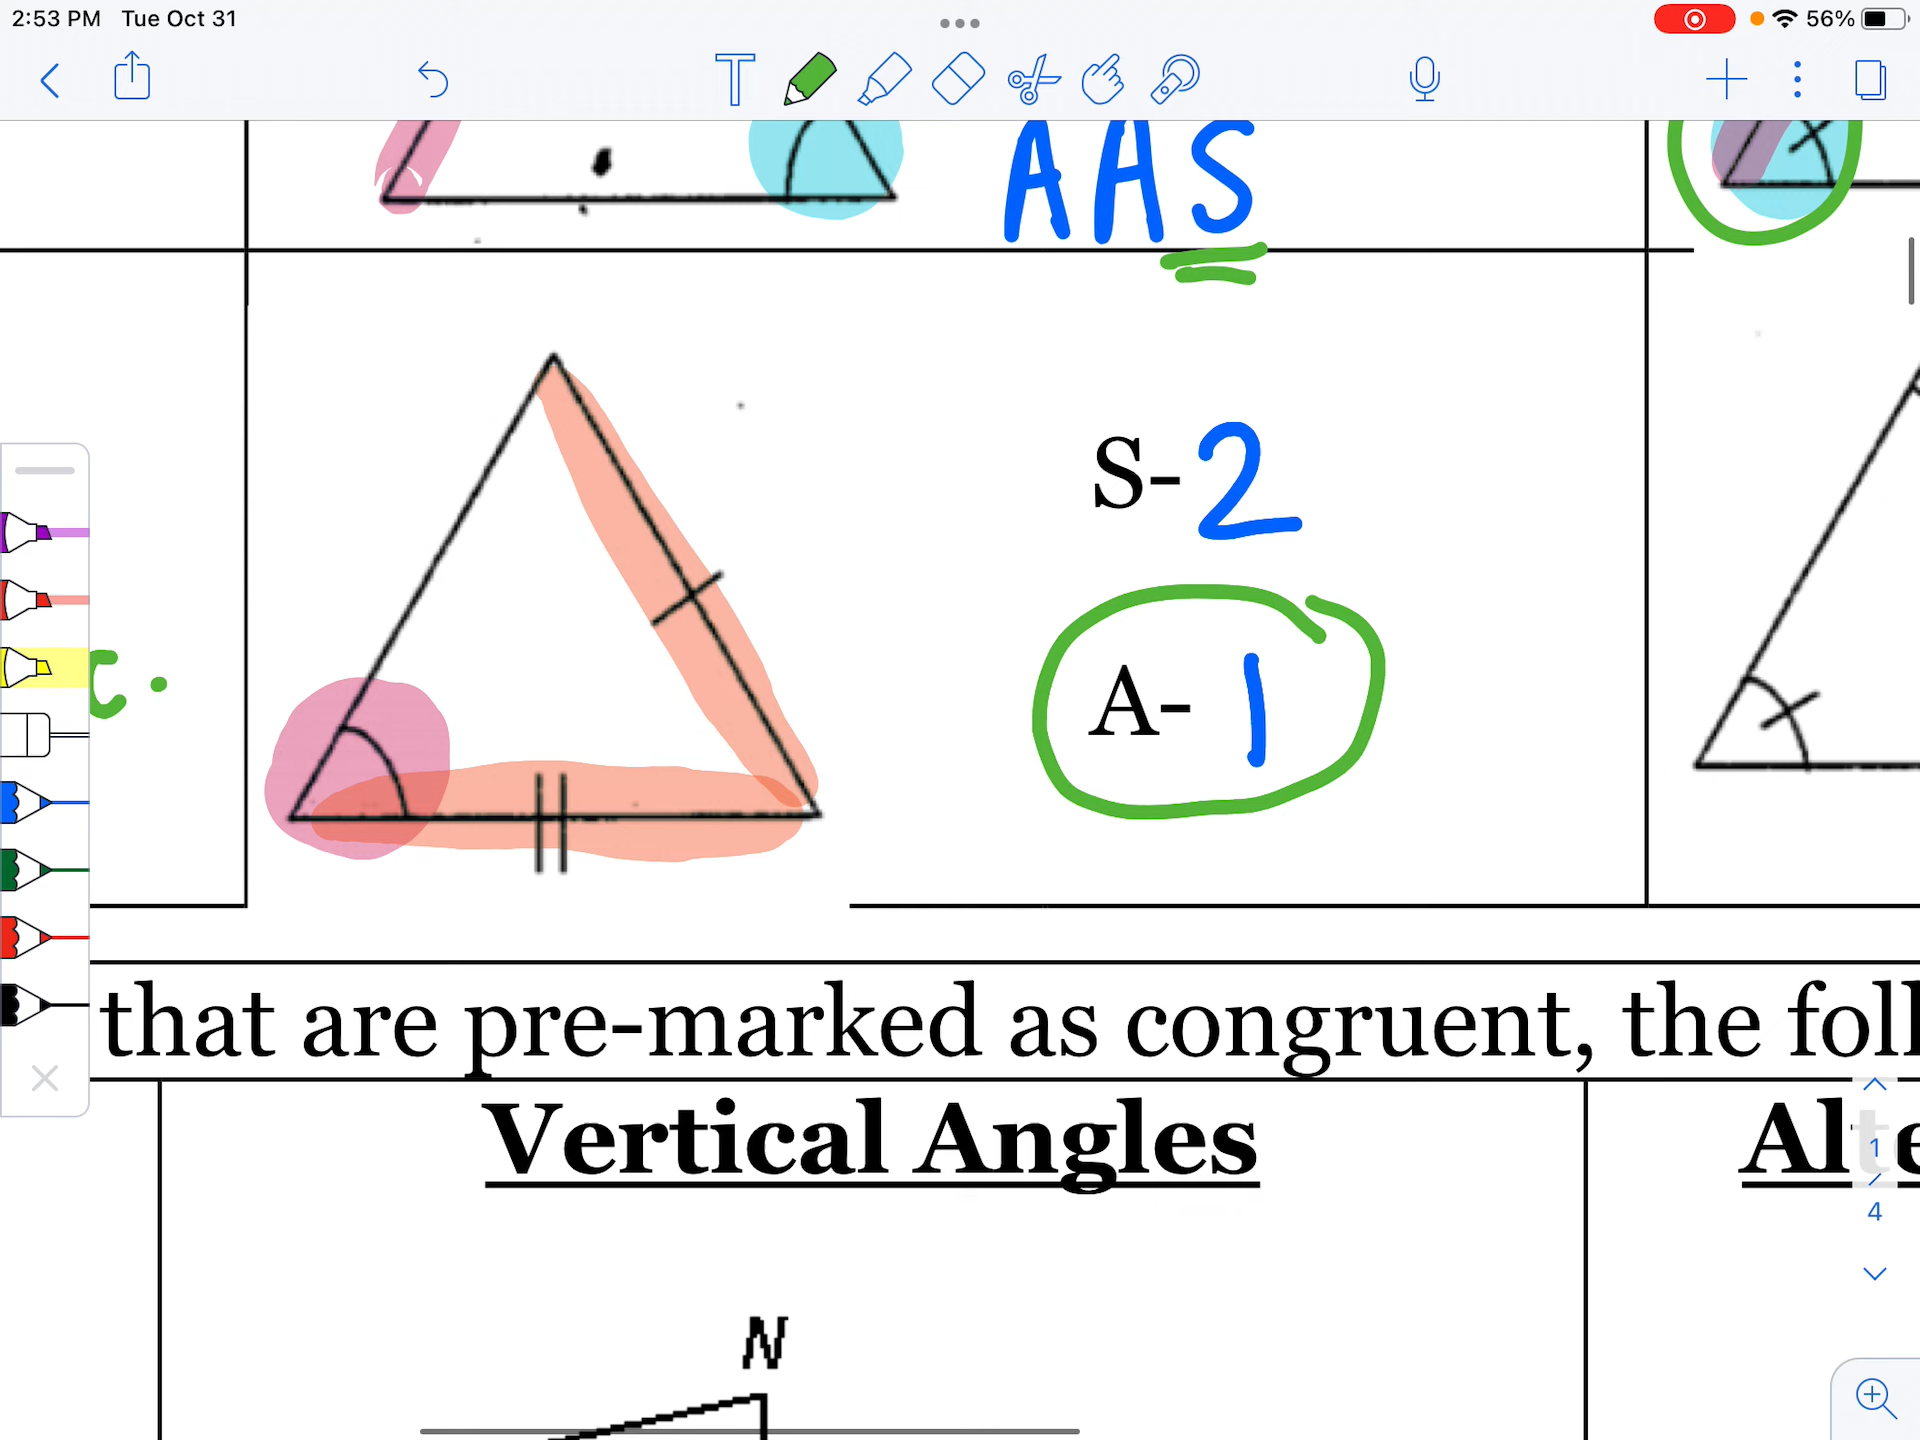 2:53 PM Tue Oct 31
56%
AAS
S-2
A-1
that are pre-marked as congruent, the foll
Vertical Angles
Alte
1
/
4
N